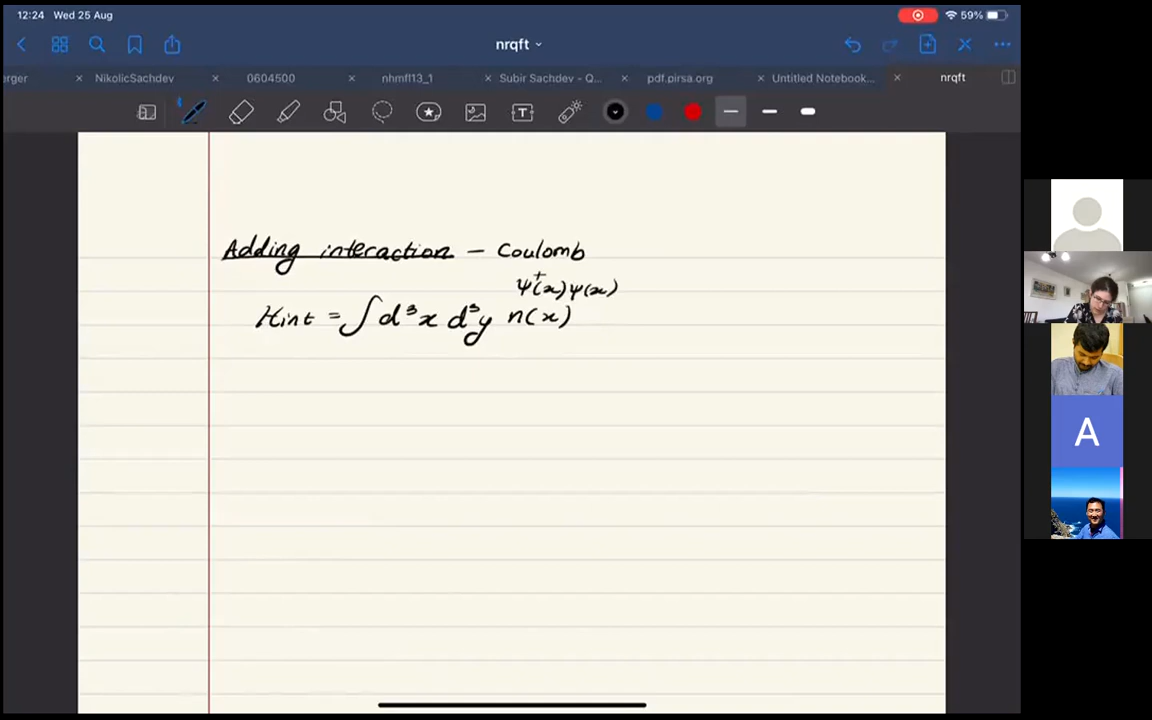 12:24 Wed 25 Aug
59%
nrqft
erger
NikolicSachdev
0604500
nhmfl13_1
Subir Sachdev - Q...
pdf.pirsa.org
Untitled Notebook...
nrqft
Adding interaction – Coulomb
ψ†(x)ψ(x)
Hint = ∫d³x d³y n(x)
A